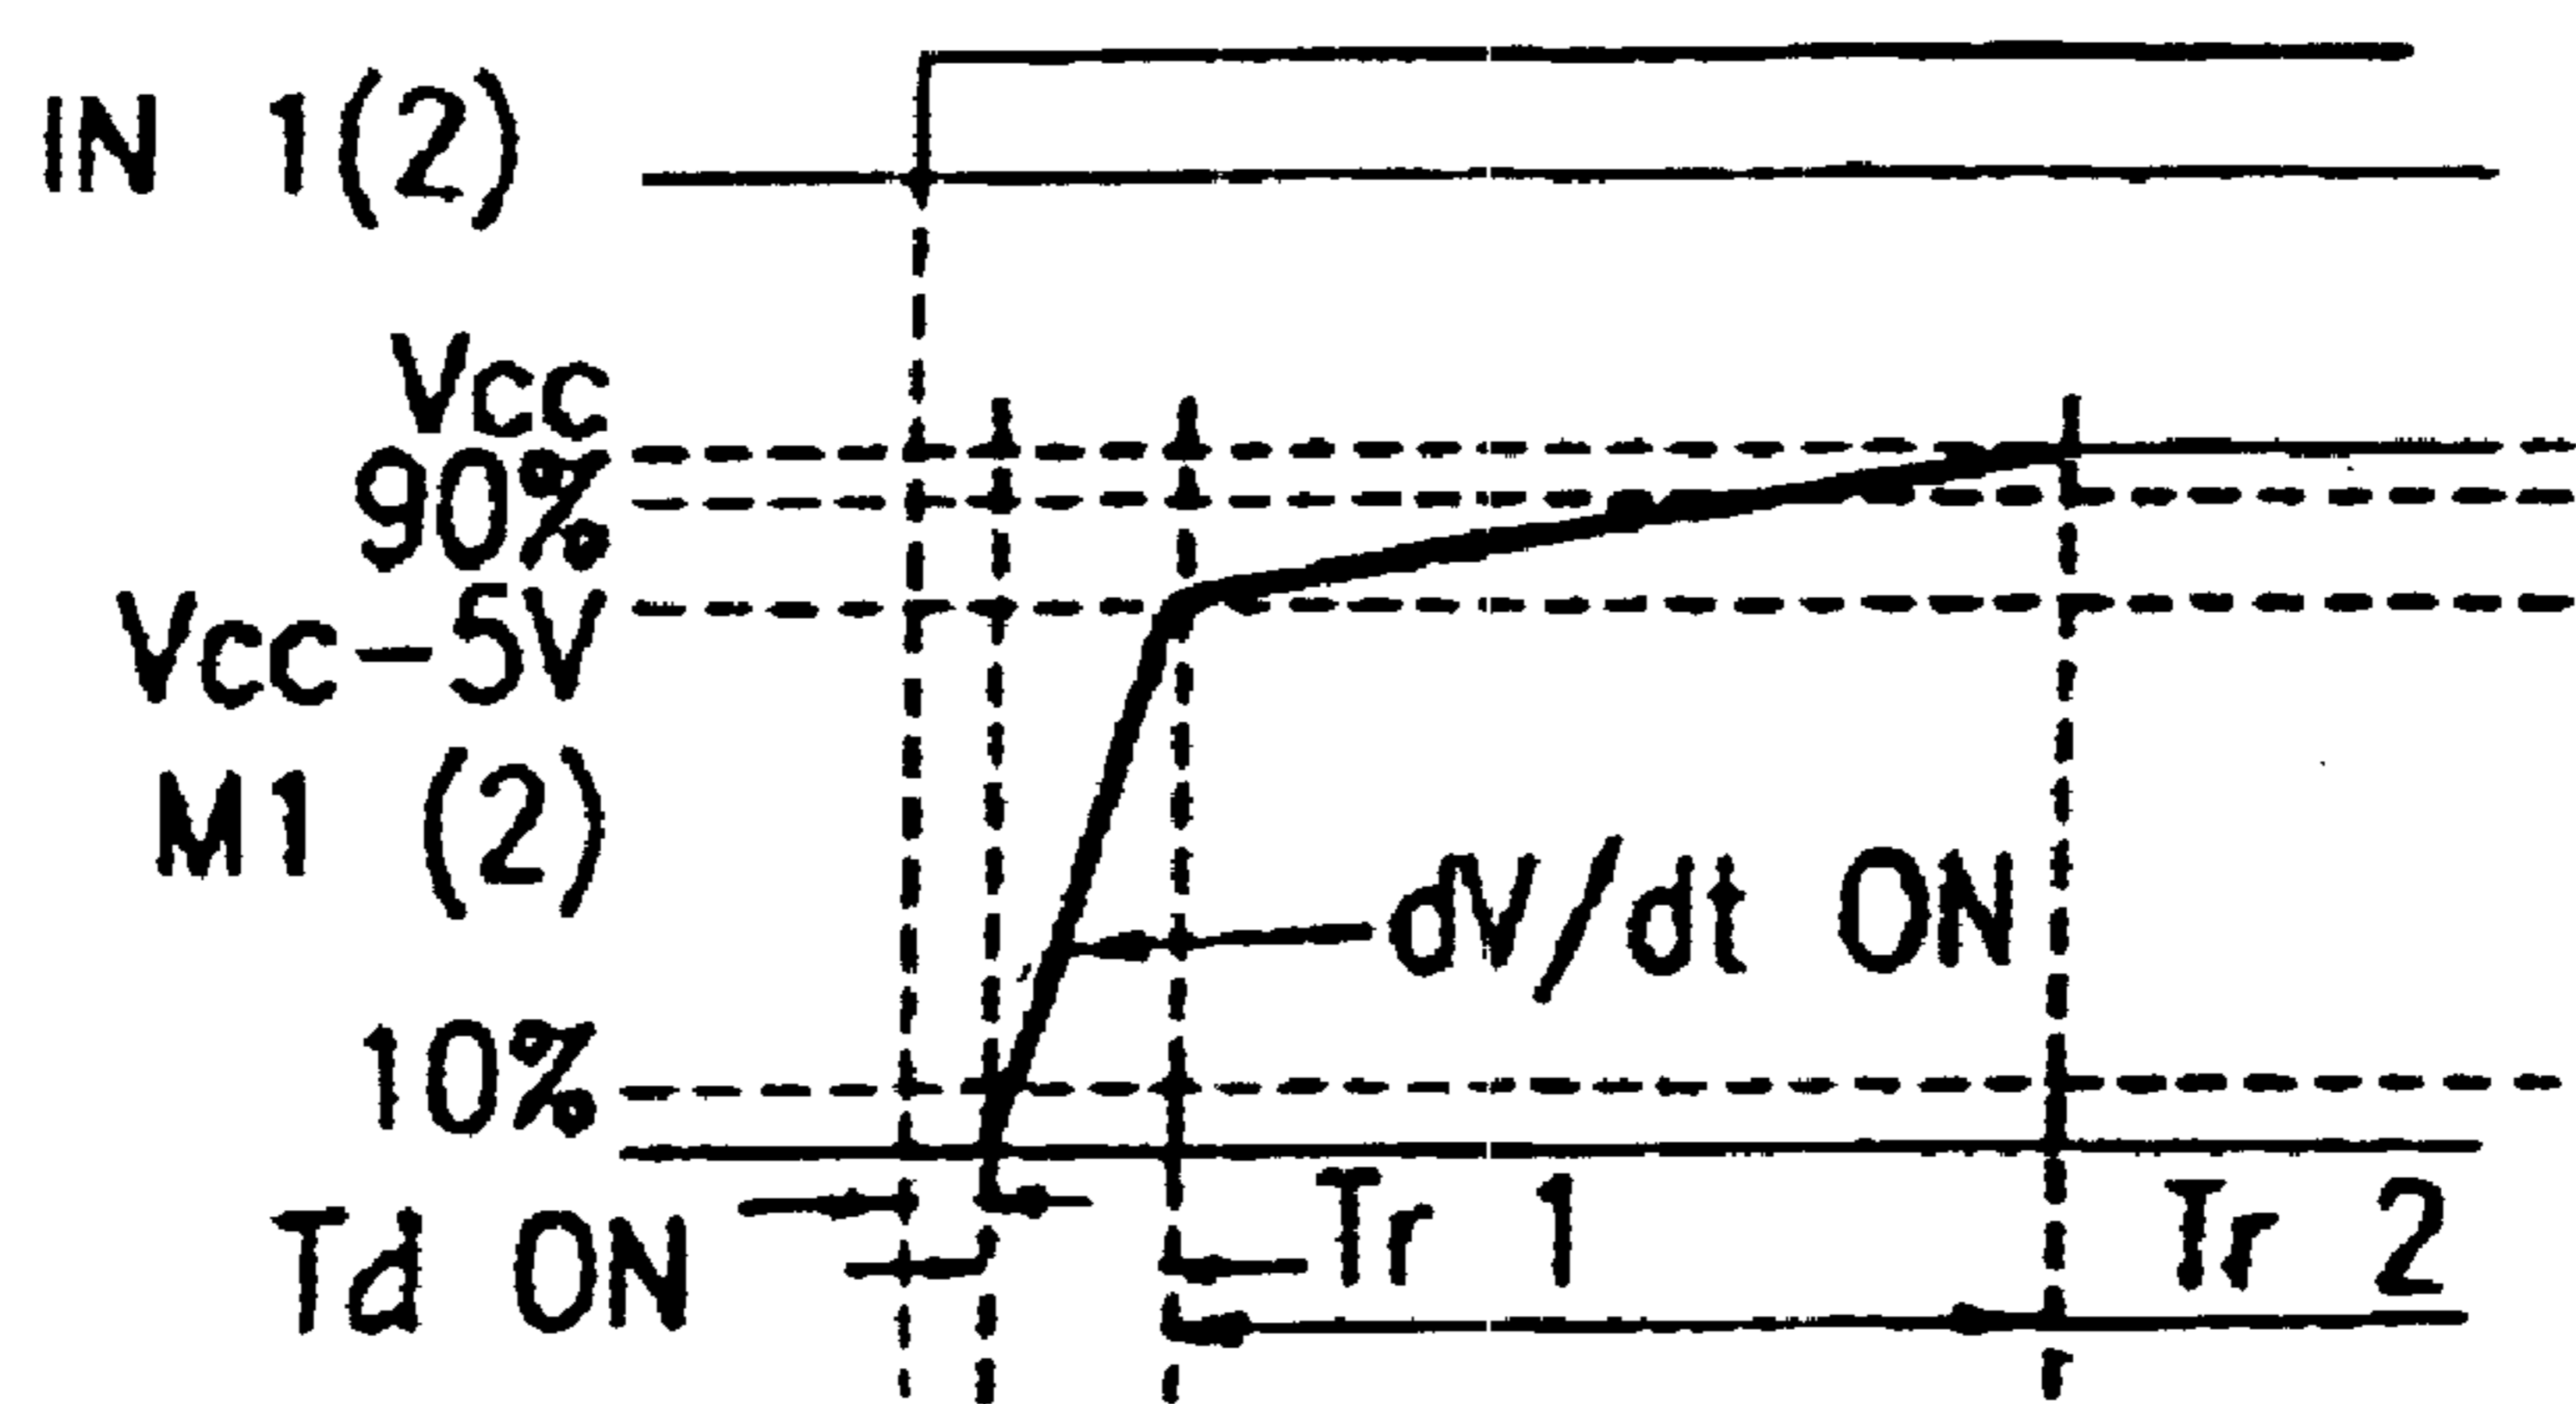 IN 1(2)
Vcc
90%
Vcc-5V
M1 (2)
dV/dt ON
10%
Td ON
Tr 1
Tr 2